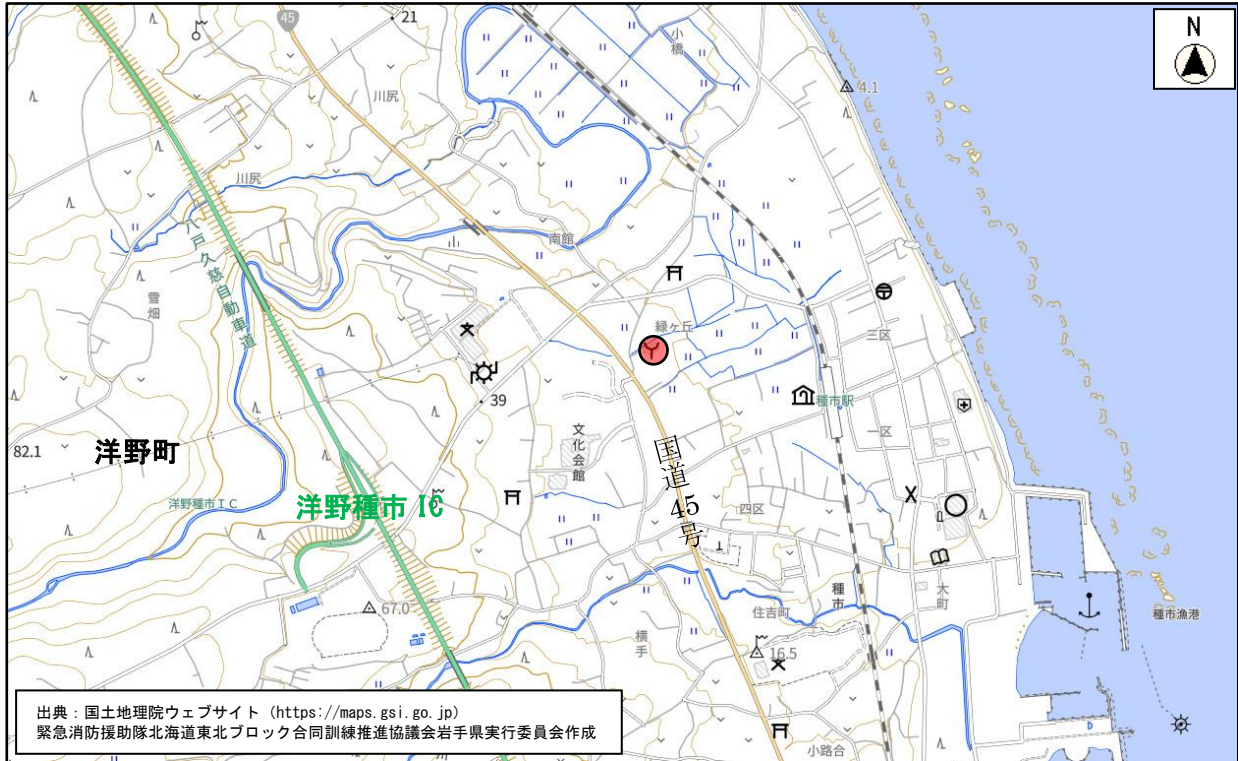 45
21
N
小橋
4.1
川尻
川尻
八戸久慈自動車道
南館
雪畑
緑ヶ丘
三区
種市駅
39
一区
82.1
洋野町
文化会館
国道45号
洋野種市IC
洋野種市 IC
四区
種市
大町
67.0
住吉町
種市漁港
横手
16.5
小路合
出典：国土地理院ウェブサイト（https://maps.gsi.go.jp）
緊急消防援助隊北海道東北ブロック合同訓練推進協議会岩手県実行委員会作成